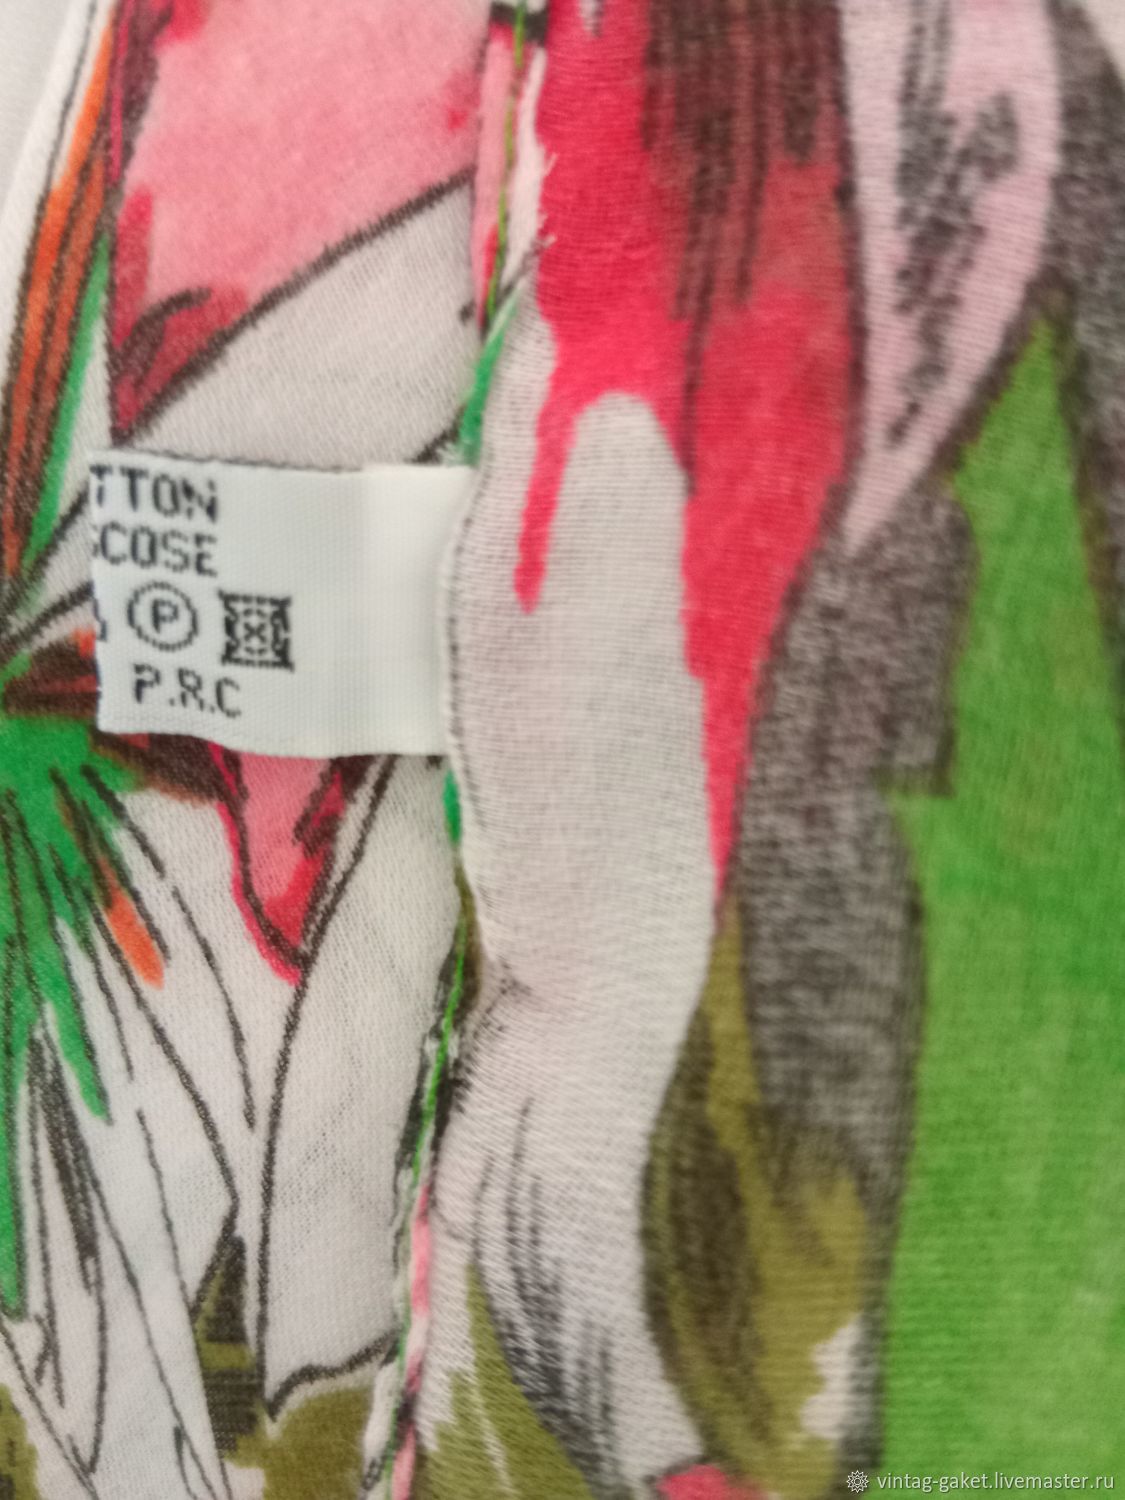 TTON
SCOSE
P
P.R.C
vintag-gaket.livemaster.ru